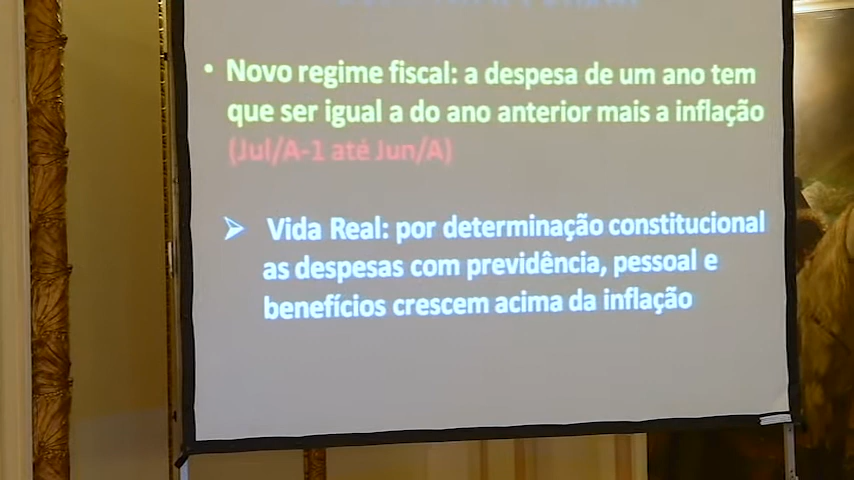 • Novo regime fiscal: a despesa de um ano tem
que ser igual a do ano anterior mais a inflação
(Jul/A-1 até Jun/A)
➢ Vida Real: por determinação constitucional
as despesas com previdência, pessoal e
benefícios crescem acima da inflação